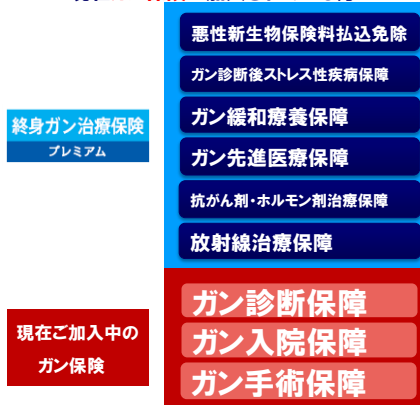 悪性新生物保険料払込免除
ガン診断後ストレス性疾病保障
ガン緩和療養保障
ガン先進医療保障
抗がん剤・ホルモン剤治療保障
放射線治療保障
終身ガン治療保険
プレミアム
ガン診断保障
ガン入院保障
ガン手術保障
現在ご加入中の
ガン保険